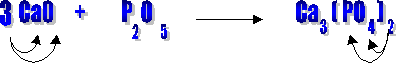 3 CaO + P₂O₅ ⟶ Ca₃(PO₄)₂